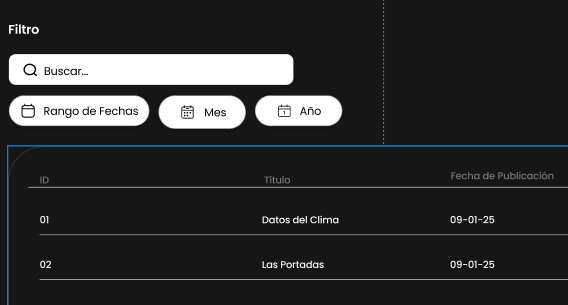 Filtro
Buscar...
Rango de Fechas Mes Año
ID Título Fecha de Publicación
01 Datos del Clima 09-01-25
02 Las Portadas 09-01-25